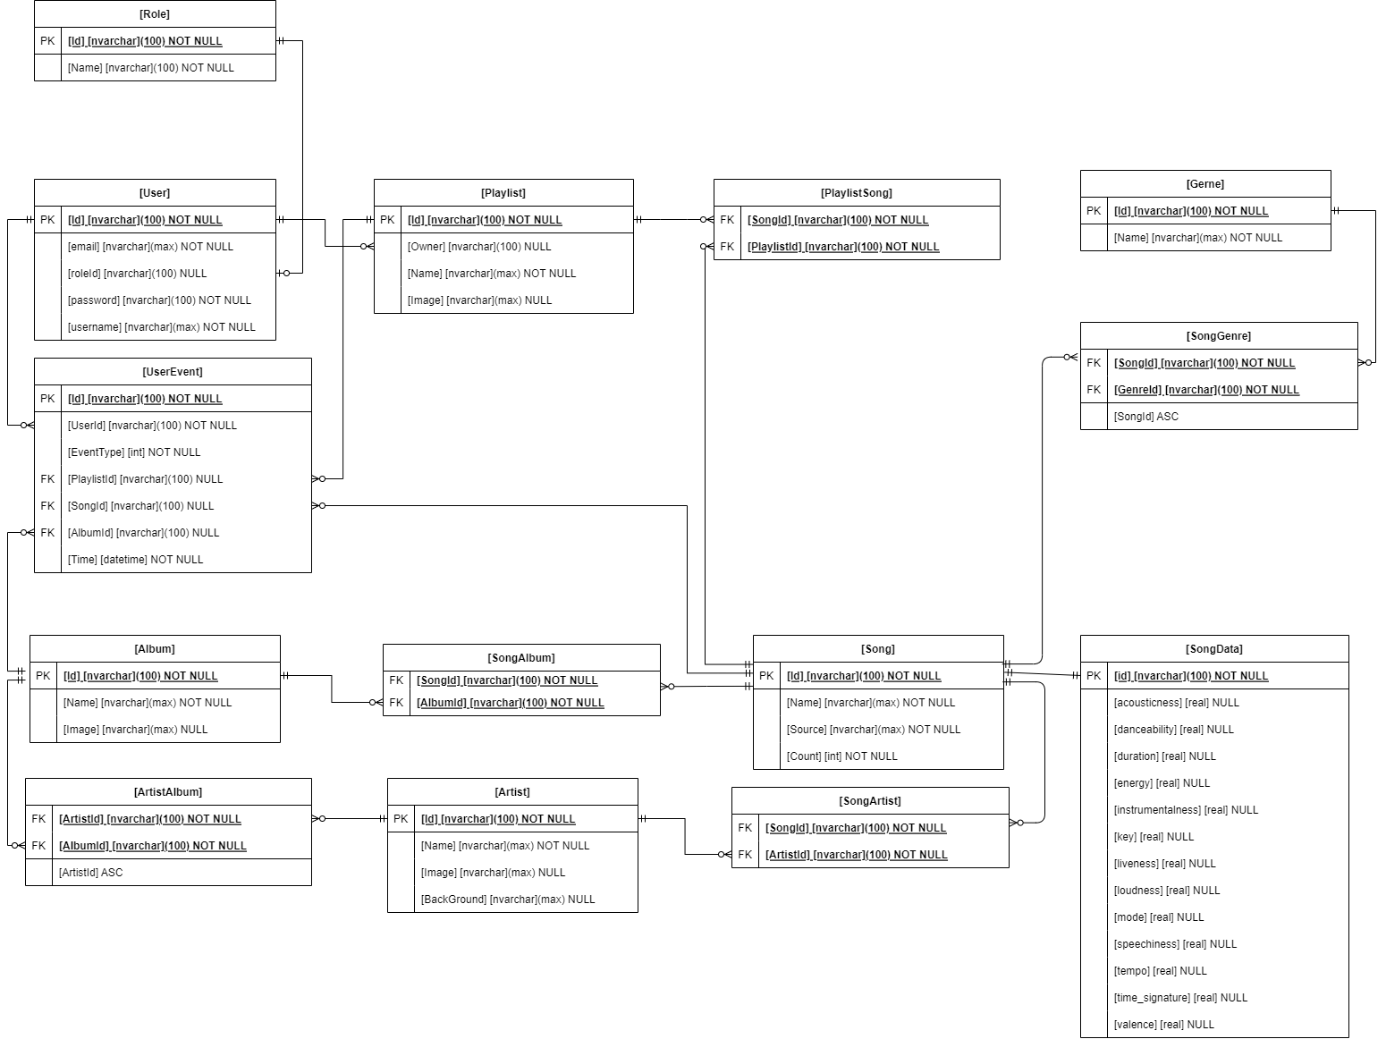 [Role]
PK [Id] [nvarchar](100) NOT NULL
[Name] [nvarchar](100) NOT NULL
[User]
PK [Id] [nvarchar](100) NOT NULL
[email] [nvarchar](max) NOT NULL
[roleId] [nvarchar](100) NULL
[password] [nvarchar](100) NOT NULL
[username] [nvarchar](max) NOT NULL
[Playlist]
PK [Id] [nvarchar](100) NOT NULL
[Owner] [nvarchar](100) NULL
[Name] [nvarchar](max) NOT NULL
[Image] [nvarchar](max) NULL
[PlaylistSong]
FK [SongId] [nvarchar](100) NOT NULL
FK [PlaylistId] [nvarchar](100) NOT NULL
[Gerne]
PK [Id] [nvarchar](100) NOT NULL
[Name] [nvarchar](max) NOT NULL
[SongGenre]
FK [SongId] [nvarchar](100) NOT NULL
FK [GenreId] [nvarchar](100) NOT NULL
[SongId] ASC
[UserEvent]
PK [Id] [nvarchar](100) NOT NULL
[UserId] [nvarchar](100) NOT NULL
[EventType] [int] NOT NULL
FK [PlaylistId] [nvarchar](100) NULL
FK [SongId] [nvarchar](100) NULL
FK [AlbumId] [nvarchar](100) NULL
[Time] [datetime] NOT NULL
[Album]
PK [Id] [nvarchar](100) NOT NULL
[Name] [nvarchar](max) NOT NULL
[Image] [nvarchar](max) NULL
[SongAlbum]
FK [SongId] [nvarchar](100) NOT NULL
FK [AlbumId] [nvarchar](100) NOT NULL
[Song]
PK [Id] [nvarchar](100) NOT NULL
[Name] [nvarchar](max) NOT NULL
[Source] [nvarchar](max) NOT NULL
[Count] [int] NOT NULL
[SongData]
PK [id] [nvarchar](100) NOT NULL
[acousticness] [real] NULL
[danceability] [real] NULL
[duration] [real] NULL
[energy] [real] NULL
[instrumentalness] [real] NULL
[key] [real] NULL
[liveness] [real] NULL
[loudness] [real] NULL
[mode] [real] NULL
[speechiness] [real] NULL
[tempo] [real] NULL
[time_signature] [real] NULL
[valence] [real] NULL
[ArtistAlbum]
FK [ArtistId] [nvarchar](100) NOT NULL
FK [AlbumId] [nvarchar](100) NOT NULL
[ArtistId] ASC
[Artist]
PK [Id] [nvarchar](100) NOT NULL
[Name] [nvarchar](max) NOT NULL
[Image] [nvarchar](max) NULL
[BackGround] [nvarchar](max) NULL
[SongArtist]
FK [SongId] [nvarchar](100) NOT NULL
FK [ArtistId] [nvarchar](100) NOT NULL